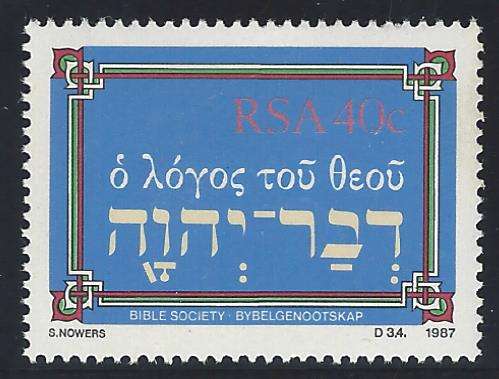 RSA 40c
ὁ λόγος τοῦ θεοῦ
דְבַר־יְהוָה
BIBLE SOCIETY · BYBELGENOOTSKAP
S.NOWERS D 3.4. 1987